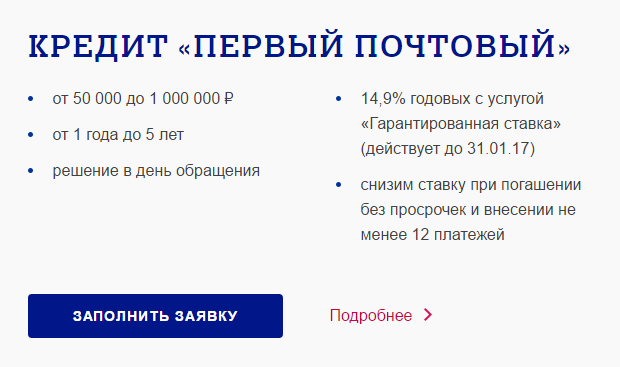 КРЕДИТ «ПЕРВЫЙ ПОЧТОВЫЙ»
от 50 000 до 1 000 000 ₽
от 1 года до 5 лет
решение в день обращения
14,9% годовых с услугой
«Гарантированная ставка»
(действует до 31.01.17)
снизим ставку при погашении
без просрочек и внесении не
менее 12 платежей
ЗАПОЛНИТЬ ЗАЯВКУ
Подробнее